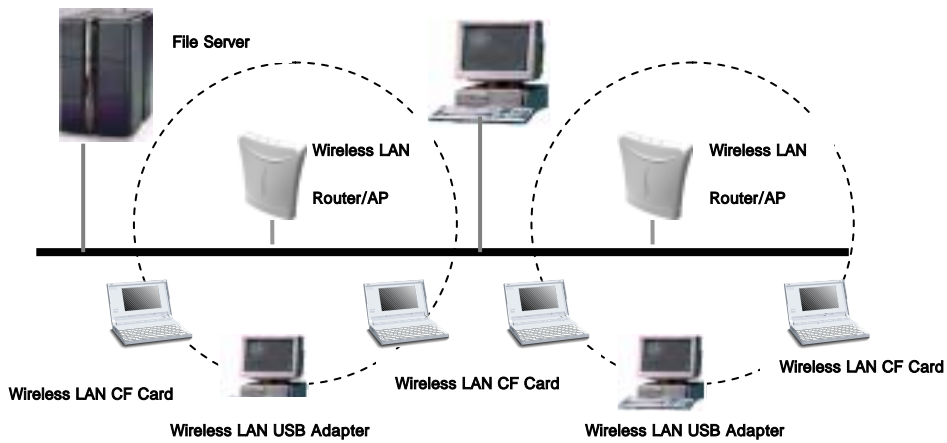 File Server
Wireless LAN
Router/AP
Wireless LAN
Router/AP
Wireless LAN CF Card
Wireless LAN CF Card
Wireless LAN CF Card
Wireless LAN USB Adapter
Wireless LAN USB Adapter